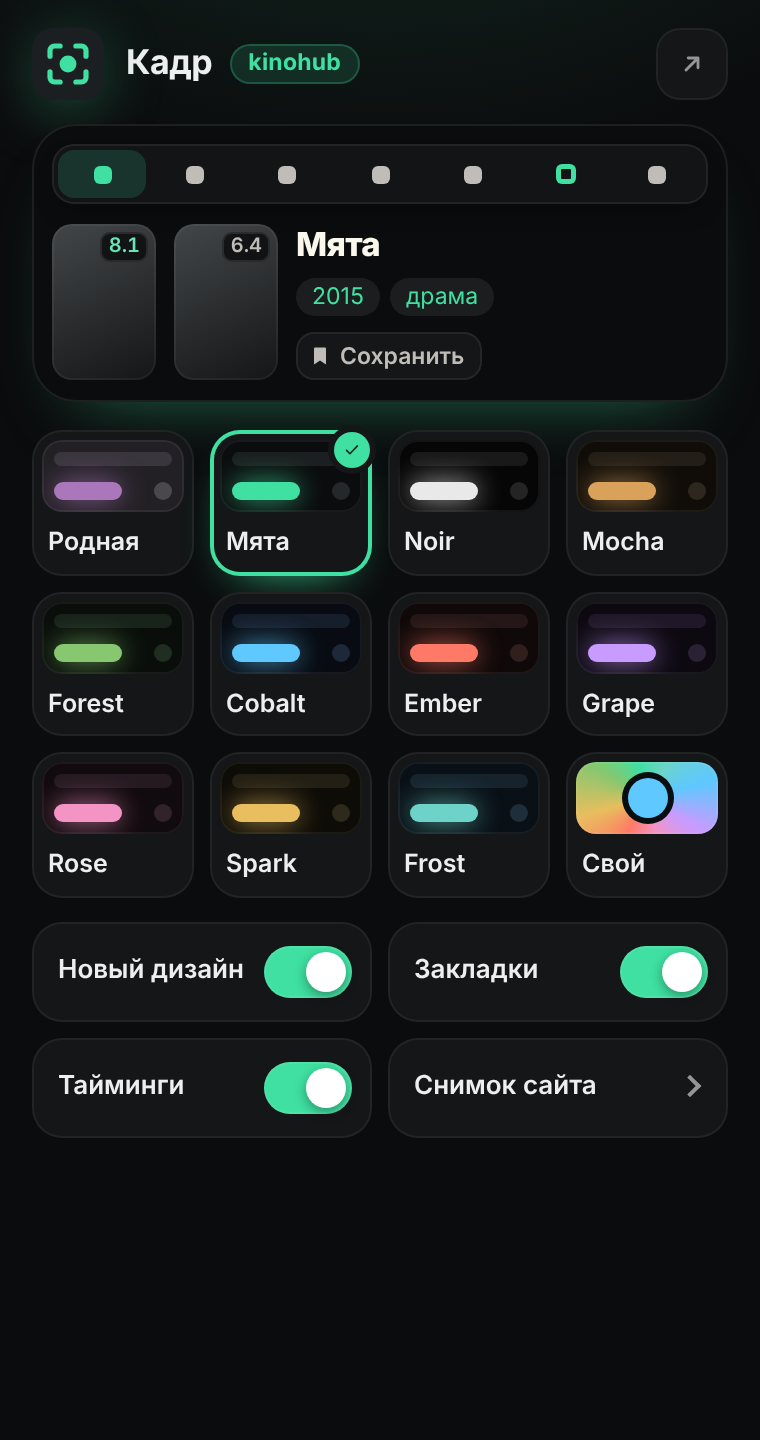 Кадр kinohub
8.1 6.4 Мята
2015 драма
Сохранить
Родная Мята Noir Mocha
Forest Cobalt Ember Grape
Rose Spark Frost Свой
Новый дизайн Закладки
Тайминги Снимок сайта